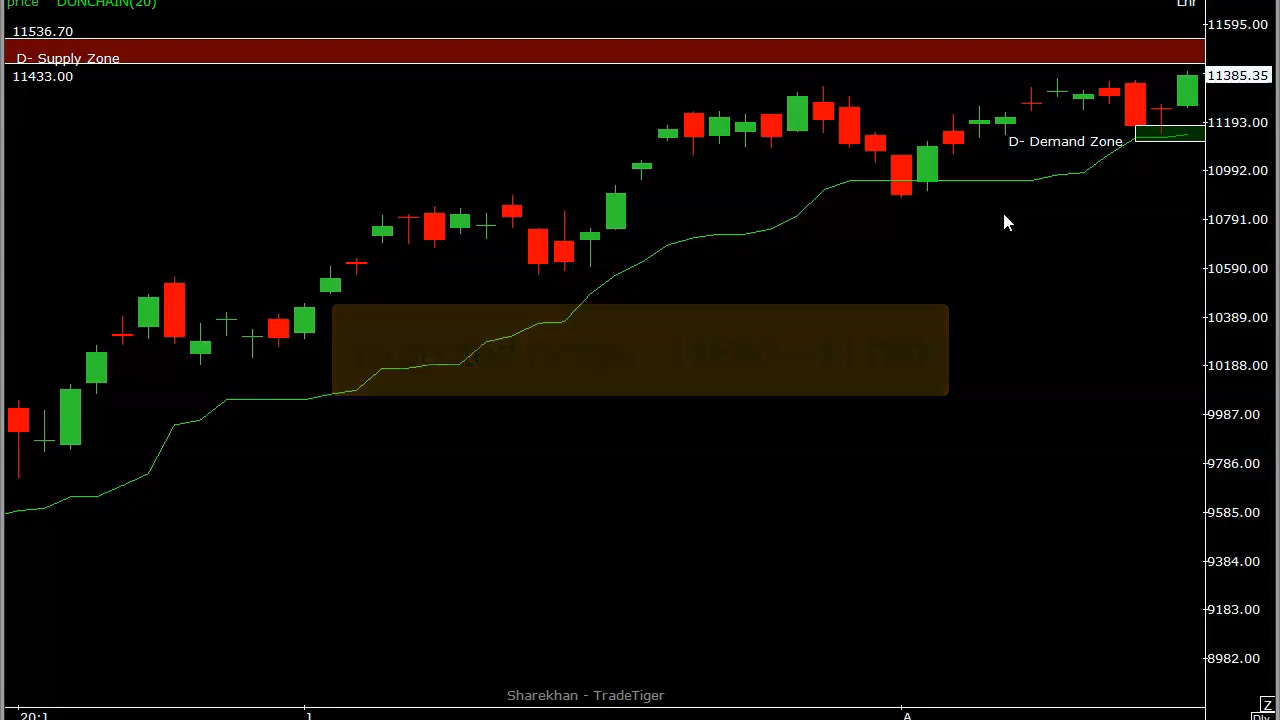 price DONCHAIN(20)
11536.70
D- Supply Zone
11433.00
D- Demand Zone
11595.00
11385.35
11193.00
10992.00
10791.00
10590.00
10389.00
10188.00
9987.00
9786.00
9585.00
9384.00
9183.00
8982.00
Sharekhan - TradeTiger
Z
20:1
A